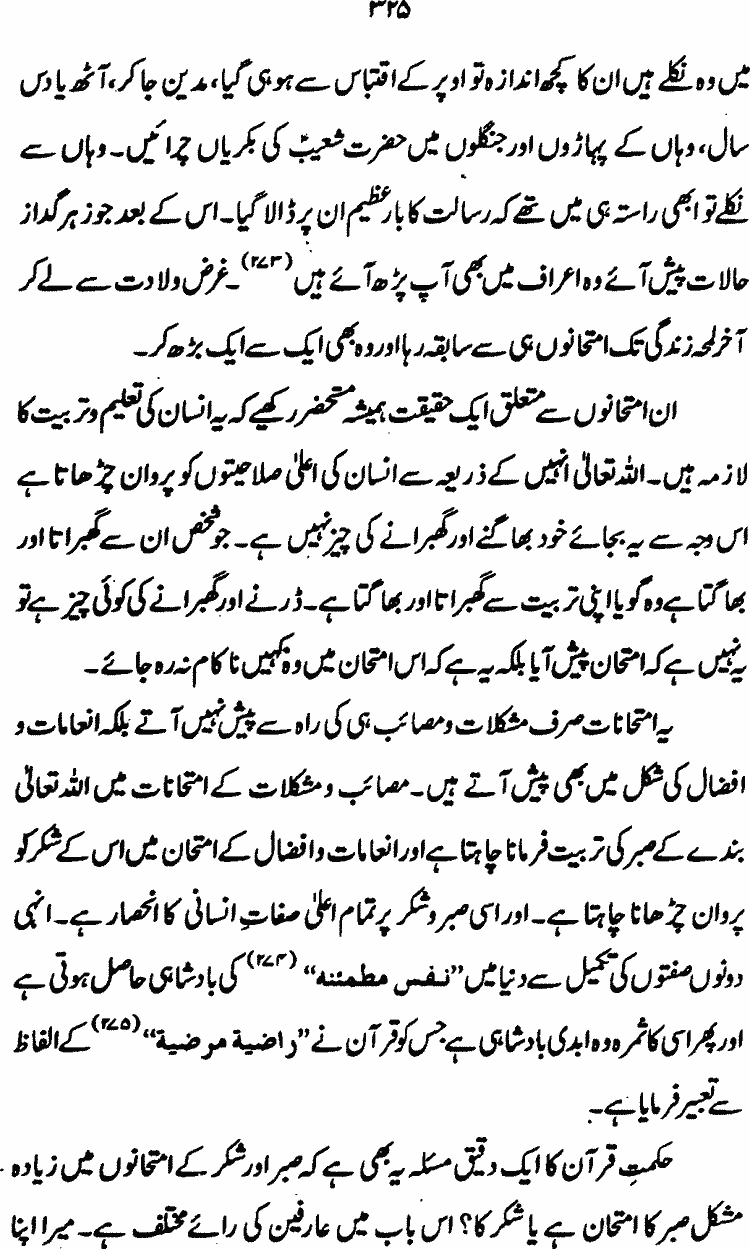 ۳۲۵
میں وہ نکلے ہیں ان کا کچھ اندازہ تو اوپر کے اقتباس سے ہو ہی گیا، مدین جا کر، آٹھ یا دس
سال، وہاں کے پہاڑوں اور جنگلوں میں حضرت شعیبؑ کی بکریاں چرائیں۔ وہاں سے
نکلے تو ابھی راستہ ہی میں تھے کہ رسالت کا بار عظیم ان پر ڈالا گیا۔ اس کے بعد جو زہر گداز
حالات پیش آئے وہ اعراف میں بھی آپ پڑھ آئے ہیں (۲۷۳)۔ غرض ولادت سے لے کر
آخر لمحہ زندگی تک امتحانوں ہی سے سابقہ رہا اور وہ بھی ایک سے ایک بڑھ کر۔
ان امتحانوں سے متعلق ایک حقیقت ہمیشہ مستحضر رکھیے کہ یہ انسان کی تعلیم و تربیت کا
لازمہ ہیں۔ اللہ تعالیٰ انہیں کے ذریعہ سے انسان کی اعلیٰ صلاحیتوں کو پروان چڑھاتا ہے
اس وجہ سے یہ بجائے خود بھاگنے اور گھبرانے کی چیز نہیں ہے۔ جو شخص ان سے گھبراتا اور
بھاگتا ہے وہ گویا اپنی تربیت سے گھبراتا اور بھاگتا ہے۔ ڈرنے اور گھبرانے کی کوئی چیز ہے تو
یہ نہیں ہے کہ امتحان پیش آیا بلکہ یہ ہے کہ اس امتحان میں وہ کہیں ناکام نہ رہ جائے۔
یہ امتحانات صرف مشکلات و مصائب ہی کی راہ سے پیش نہیں آتے بلکہ انعامات و
افضال کی شکل میں بھی پیش آتے ہیں۔ مصائب و مشکلات کے امتحانات میں اللہ تعالیٰ
بندے کے صبر کی تربیت فرمانا چاہتا ہے اور انعامات و افضال کے امتحان میں اس کے شکر کو
پروان چڑھانا چاہتا ہے۔ اور اسی صبر و شکر پر تمام اعلیٰ صفاتِ انسانی کا انحصار ہے۔ انہی
دونوں صفتوں کی تکمیل سے دنیا میں ”نفس مطمئنہ“ (۲۷۴) کی بادشاہی حاصل ہوتی ہے
اور پھر اسی کا ثمرہ وہ ابدی بادشاہی ہے جس کو قرآن نے ”راضیة مرضیة“ (۲۷۵) کے الفاظ
سے تعبیر فرمایا ہے۔
حکمتِ قرآن کا ایک دقیق مسئلہ یہ بھی ہے کہ صبر اور شکر کے امتحانوں میں زیادہ
مشکل صبر کا امتحان ہے یا شکر کا؟ اس باب میں عارفین کی رائے مختلف ہے۔ میرا اپنا